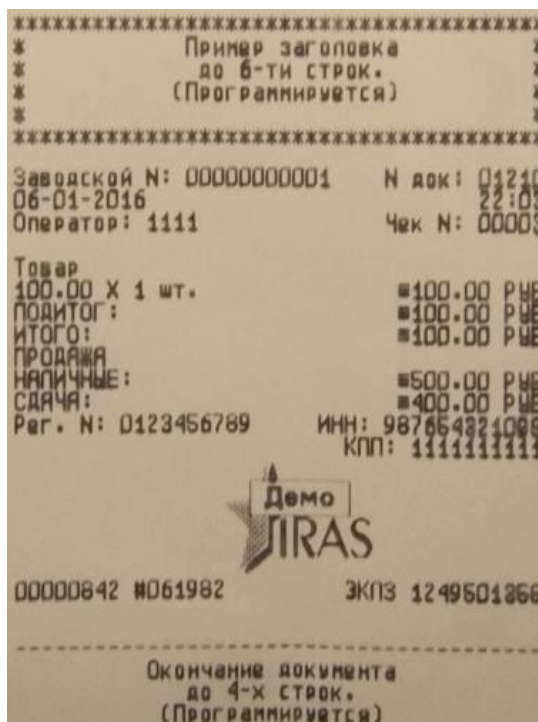 ************************************
* Пример заголовка *
* до 6-ти строк. *
* (Программируется) *
*
************************************
Заводской N: 00000000001 N док:
06-01-2016
Оператор: 1111 Чек N:
Товар
100.00 X 1 шт. ≡100.00
ПОДИТОГ: ≡100.00
ИТОГО: ≡100.00
ПРОДАЖА
НАЛИЧНЫЕ: ≡500.00
СДАЧА: ≡400.00
Рег. N: 0123456789 ИНН:
КПП:
Демо
JIRAS
00000842 #061982 ЭКЛЗ
Окончание документа
до 4-х строк.
(Программируется)